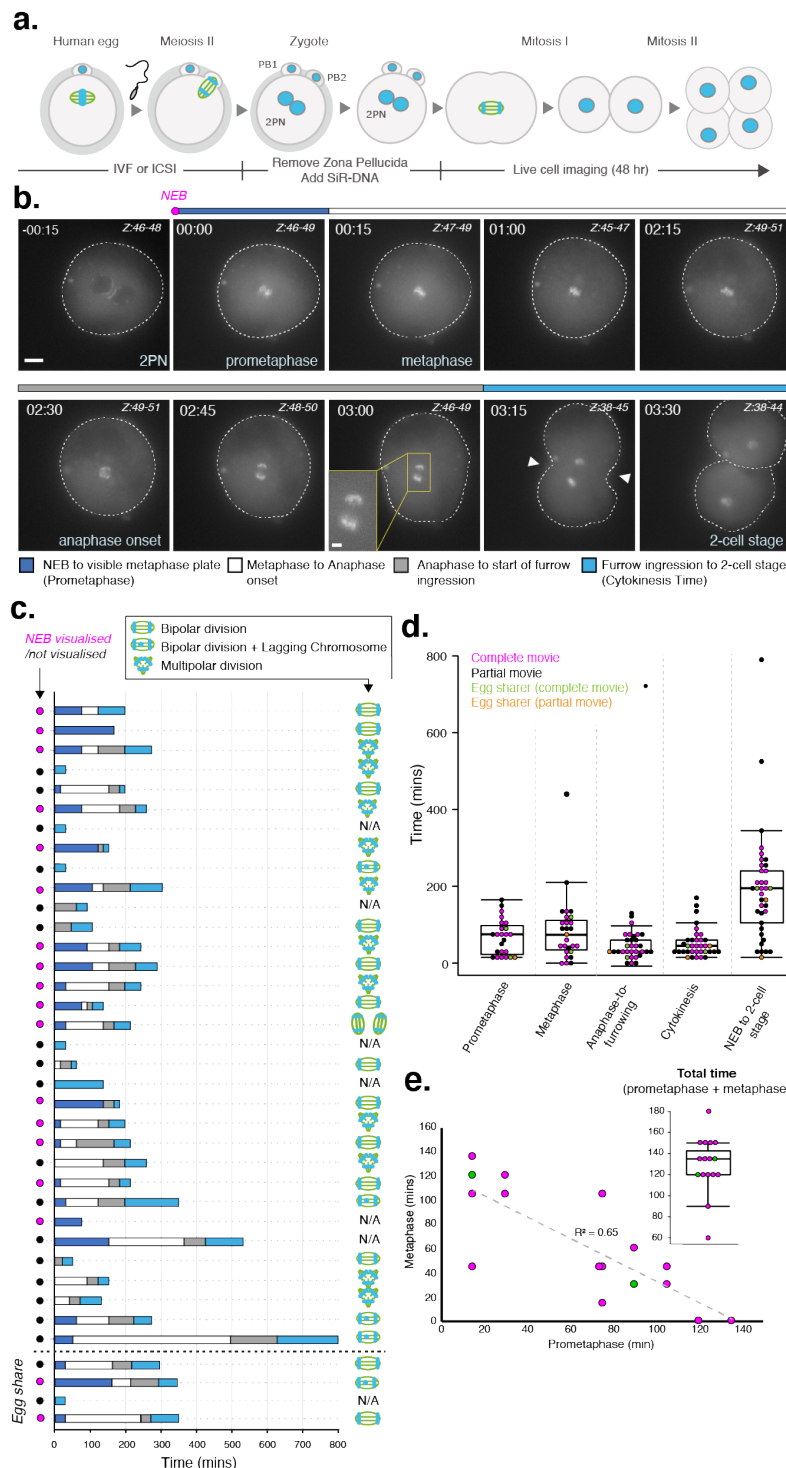 a.
Human egg
Meiosis II
Zygote
Mitosis I
Mitosis II
PB1
PB2
2PN
2PN
IVF or ICSI
Remove Zona Pellucida
Add SiR-DNA
Live cell imaging (48 hr)
b.
NEB
-00:15
Z:46-48
2PN
00:00
Z:46-49
prometaphase
00:15
Z:47-49
metaphase
01:00
Z:45-47
02:15
Z:49-51
02:30
Z:49-51
anaphase onset
02:45
Z:48-50
03:00
Z:46-49
03:15
Z:38-45
03:30
Z:38-44
2-cell stage
NEB to visible metaphase plate
(Prometaphase)
Metaphase to Anaphase
onset
Anaphase to start of furrow
ingression
Furrow ingression to 2-cell stage
(Cytokinesis Time)
c.
NEB visualised
/not visualised
Bipolar division
Bipolar division + Lagging Chromosome
Multipolar division
N/A
N/A
N/A
N/A
N/A
N/A
N/A
Egg share
0
100
200
300
400
500
600
700
800
Time (mins)
d.
Complete movie
Partial movie
Egg sharer (complete movie)
Egg sharer (partial movie)
800
600
400
200
0
Time (mins)
Prometaphase
Metaphase
Anaphase-to-
furrowing
Cytokinesis
NEB to 2-cell
stage
e.
Total time
(prometaphase + metaphase
180
160
140
120
100
80
60
160
140
120
100
80
60
40
20
0
Metaphase (mins)
R² = 0.65
20
40
60
80
100
120
140
Prometaphase (min)